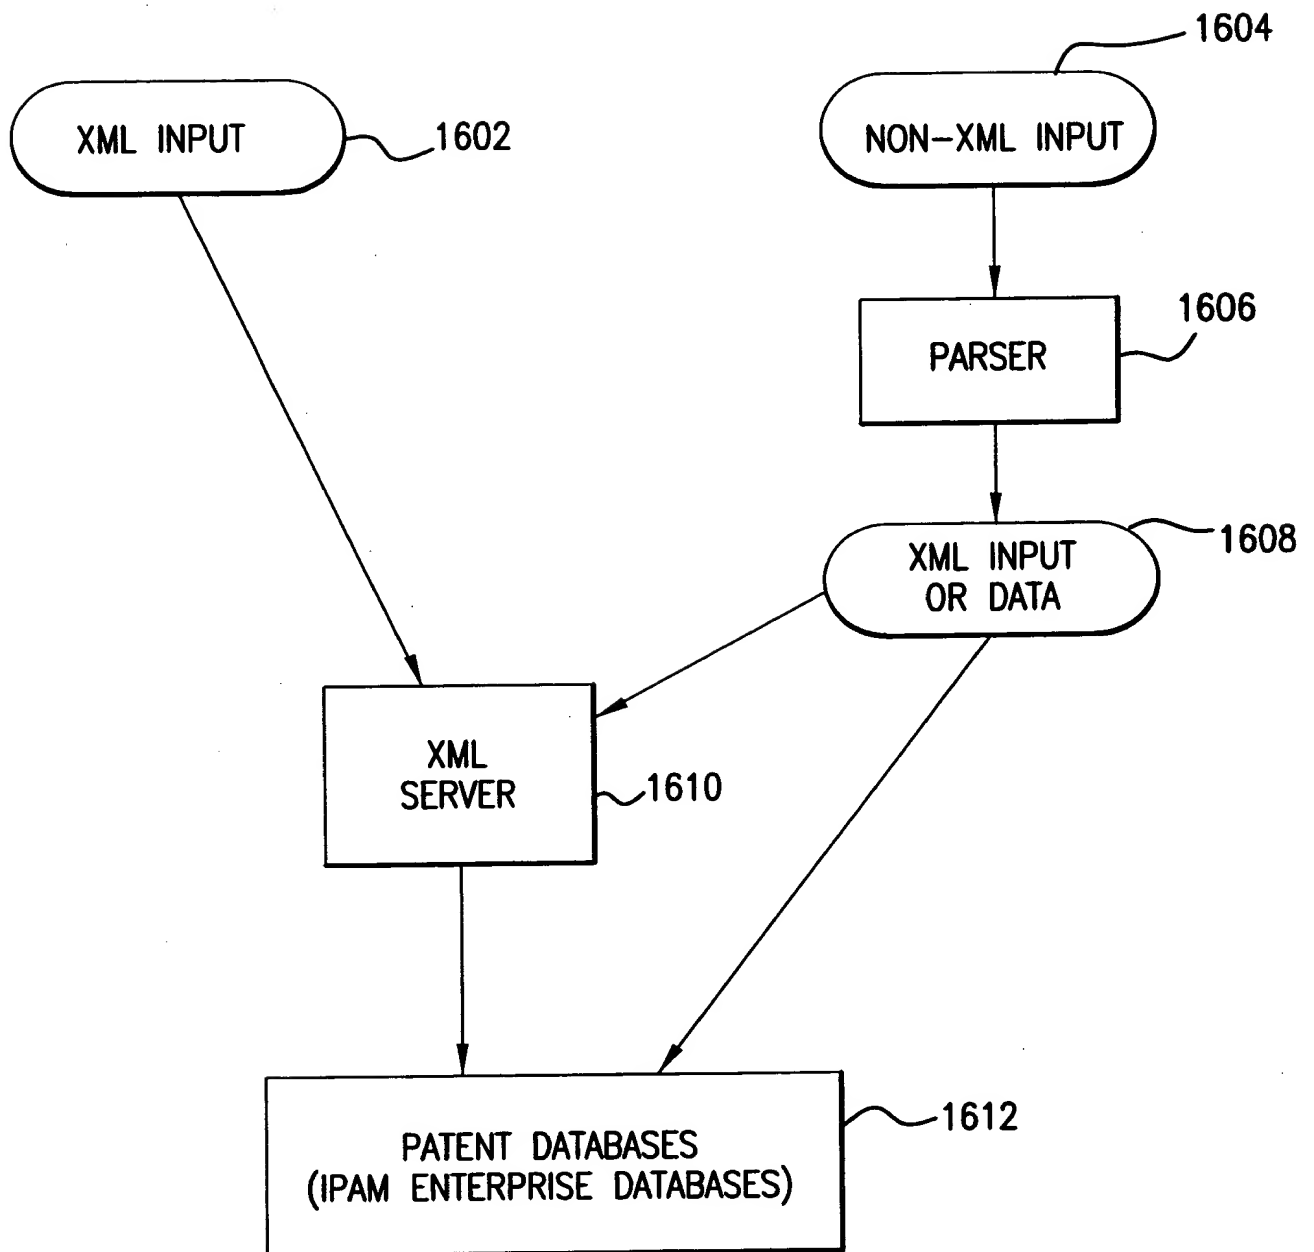 1604
XML INPUT
1602
NON-XML INPUT
1606
PARSER
1608
XML INPUT
OR DATA
XML
SERVER
1610
1612
PATENT DATABASES
(IPAM ENTERPRISE DATABASES)